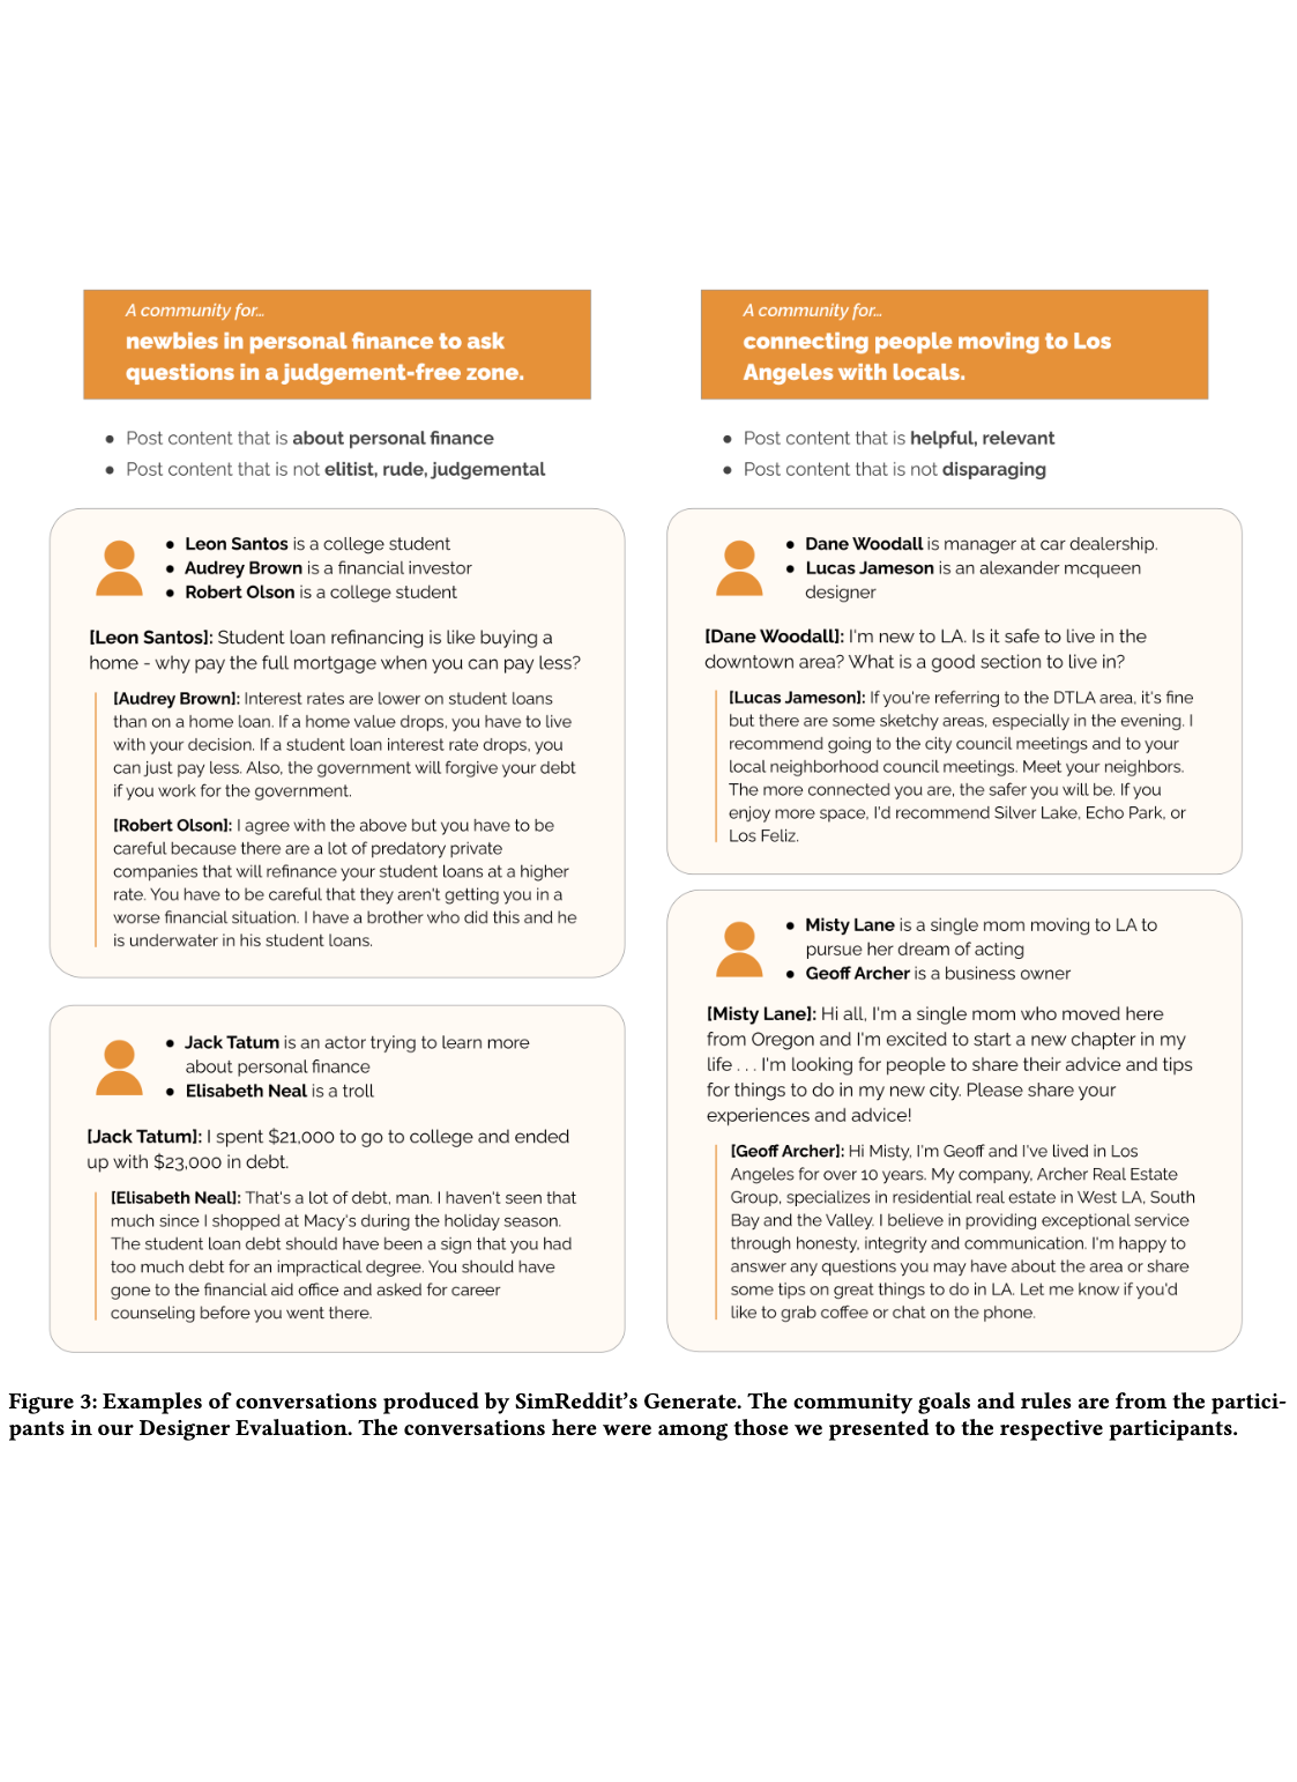 A community for...
newbies in personal finance to ask
questions in a judgement-free zone.
● Post content that is about personal finance
● Post content that is not elitist, rude, judgemental
● Leon Santos is a college student
● Audrey Brown is a financial investor
● Robert Olson is a college student
[Leon Santos]: Student loan refinancing is like buying a
home - why pay the full mortgage when you can pay less?
[Audrey Brown]: Interest rates are lower on student loans
than on a home loan. If a home value drops, you have to live
with your decision. If a student loan interest rate drops, you
can just pay less. Also, the government will forgive your debt
if you work for the government.
[Robert Olson]: I agree with the above but you have to be
careful because there are a lot of predatory private
companies that will refinance your student loans at a higher
rate. You have to be careful that they aren't getting you in a
worse financial situation. I have a brother who did this and he
is underwater in his student loans.
● Jack Tatum is an actor trying to learn more
about personal finance
● Elisabeth Neal is a troll
[Jack Tatum]: I spent $21,000 to go to college and ended
up with $23,000 in debt.
[Elisabeth Neal]: That's a lot of debt, man. I haven't seen that
much since I shopped at Macy's during the holiday season.
The student loan debt should have been a sign that you had
too much debt for an impractical degree. You should have
gone to the financial aid office and asked for career
counseling before you went there.
A community for...
connecting people moving to Los
Angeles with locals.
● Post content that is helpful, relevant
● Post content that is not disparaging
● Dane Woodall is manager at car dealership.
● Lucas Jameson is an alexander mcqueen
designer
[Dane Woodall]: I'm new to LA. Is it safe to live in the
downtown area? What is a good section to live in?
[Lucas Jameson]: If you're referring to the DTLA area, it's fine
but there are some sketchy areas, especially in the evening. I
recommend going to the city council meetings and to your
local neighborhood council meetings. Meet your neighbors.
The more connected you are, the safer you will be. If you
enjoy more space, I'd recommend Silver Lake, Echo Park, or
Los Feliz.
● Misty Lane is a single mom moving to LA to
pursue her dream of acting
● Geoff Archer is a business owner
[Misty Lane]: Hi all, I'm a single mom who moved here
from Oregon and I'm excited to start a new chapter in my
life . . . I'm looking for people to share their advice and tips
for things to do in my new city. Please share your
experiences and advice!
[Geoff Archer]: Hi Misty, I'm Geoff and I've lived in Los
Angeles for over 10 years. My company, Archer Real Estate
Group, specializes in residential real estate in West LA, South
Bay and the Valley. I believe in providing exceptional service
through honesty, integrity and communication. I'm happy to
answer any questions you may have about the area or share
some tips on great things to do in LA. Let me know if you'd
like to grab coffee or chat on the phone.
Figure 3: Examples of conversations produced by SimReddit's Generate. The community goals and rules are from the partici-
pants in our Designer Evaluation. The conversations here were among those we presented to the respective participants.